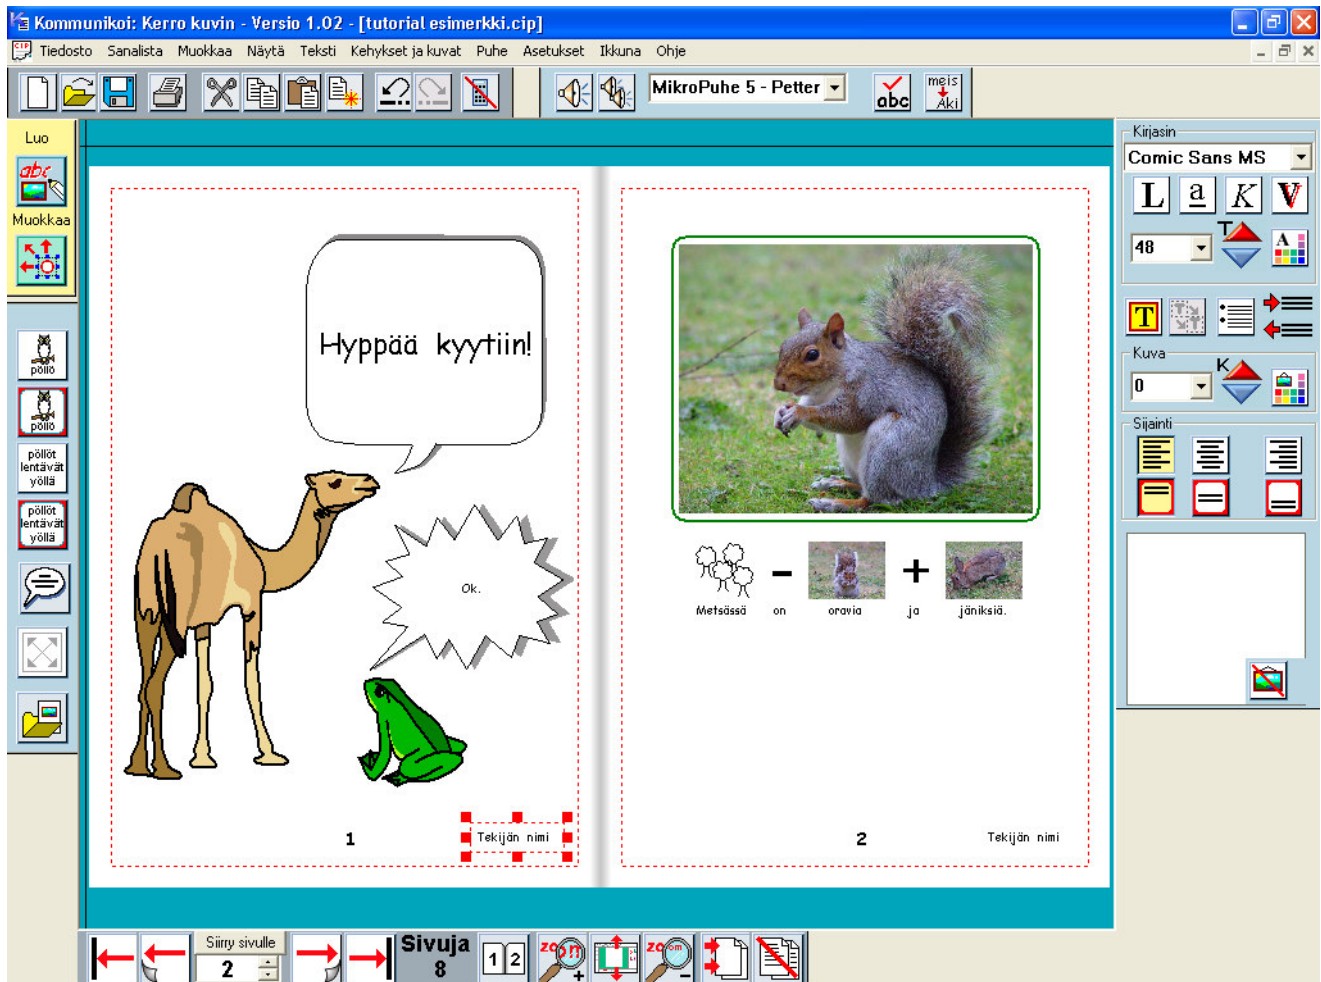 Kommunikoi: Kerro kuvin - Versio 1.02 - [tutorial esimerkki.cip]
Tiedosto Sanalista Muokkaa Näytä Teksti Kehykset ja kuvat Puhe Asetukset Ikkuna Ohje
MikroPuhe 5 - Petter
abc
meis
Aki
Luo
abc
Muokkaa
pöllö
pöllö
pöllöt
lentävät
yöllä
pöllöt
lentävät
yöllä
Hyppää kyytiin!
Ok.
1
Tekijän nimi
Metsässä on oravia ja jäniksiä.
2
Tekijän nimi
Kirjasin
Comic Sans MS
L a K V
48
T
A
T
Kuva
0
K
Sijainti
Siirry sivulle
2
Sivuja
8
1 2
zoom
+
zoom
-